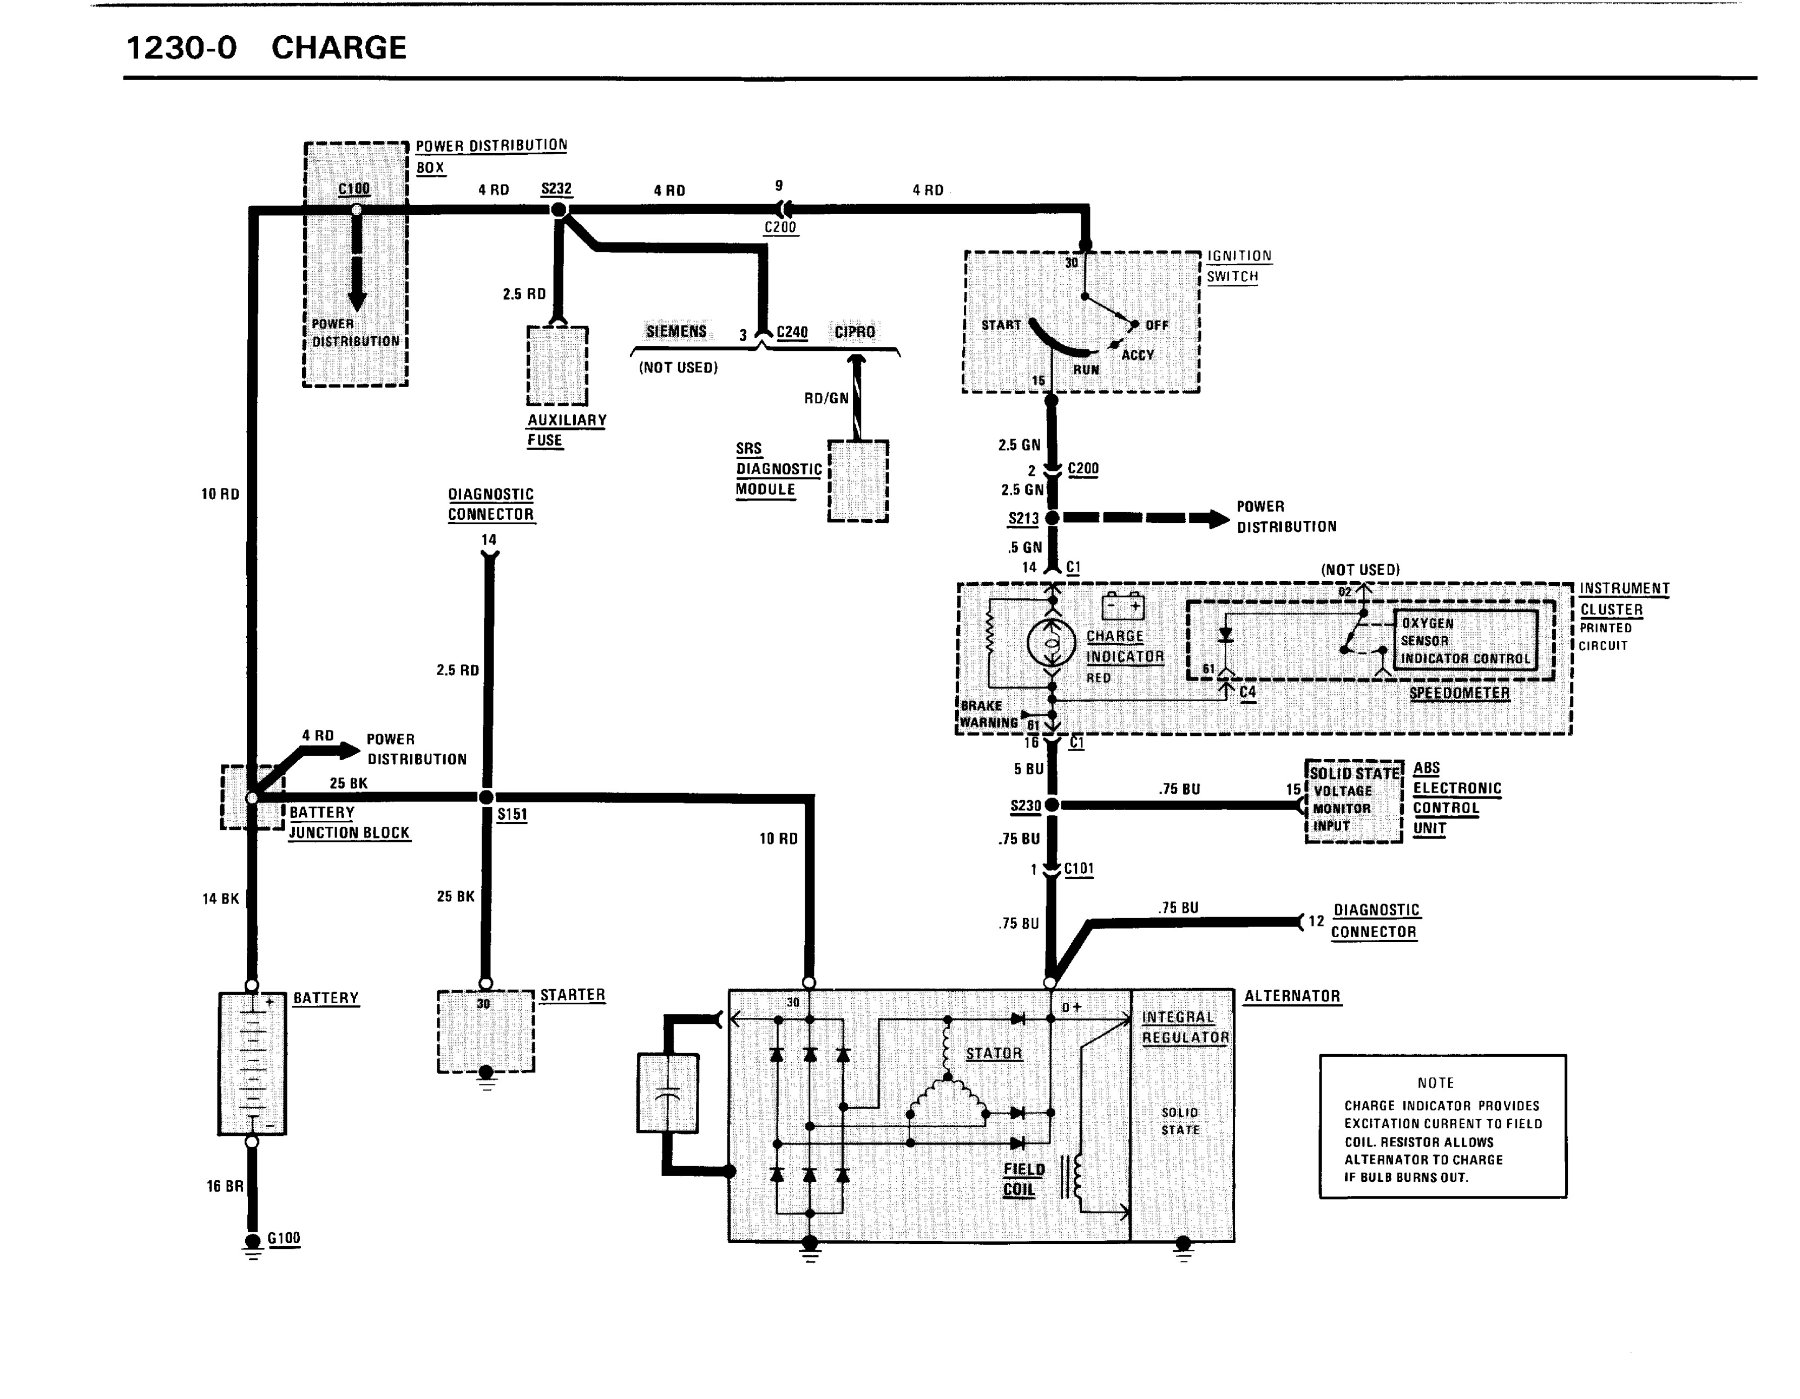 1230-0 CHARGE
POWER DISTRIBUTION
BOX
C100
4 RD
S232
4 RD
9
C200
4 RD
POWER
DISTRIBUTION
2.5 RD
AUXILIARY
FUSE
SIEMENS
(NOT USED)
3
C240
CIPRO
RD/GN
SRS
DIAGNOSTIC
MODULE
IGNITION
SWITCH
30
START
OFF
ACCY
RUN
15
2.5 GN
2
C200
2.5 GN
S213
POWER
DISTRIBUTION
.5 GN
14
C1
10 RD
DIAGNOSTIC
CONNECTOR
14
2.5 RD
(NOT USED)
02
INSTRUMENT
CLUSTER
PRINTED
CIRCUIT
- +
CHARGE
INDICATOR
RED
OXYGEN
SENSOR
INDICATOR CONTROL
61
C4
SPEEDOMETER
BRAKE
WARNING
61
16
C1
4 RD
POWER
DISTRIBUTION
25 BK
BATTERY
JUNCTION BLOCK
S151
10 RD
5 BU
S230
.75 BU
15
SOLID STATE
VOLTAGE
MONITOR
INPUT
ABS
ELECTRONIC
CONTROL
UNIT
.75 BU
1
C101
14 BK
25 BK
.75 BU
.75 BU
12
DIAGNOSTIC
CONNECTOR
BATTERY
+
-
30
STARTER
30
D+
ALTERNATOR
INTEGRAL
REGULATOR
STATOR
SOLID
STATE
FIELD
COIL
16 BR
G100
NOTE
CHARGE INDICATOR PROVIDES
EXCITATION CURRENT TO FIELD
COIL. RESISTOR ALLOWS
ALTERNATOR TO CHARGE
IF BULB BURNS OUT.